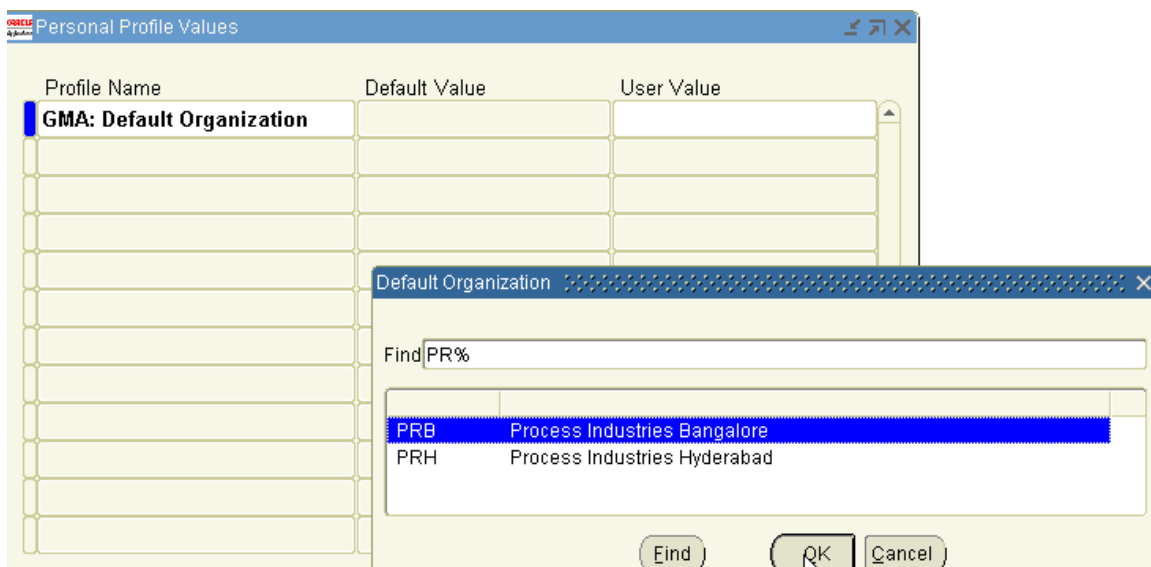 ORACLE Personal Profile Values
Profile Name Default Value User Value
GMA: Default Organization
Default Organization
Find PR%
PRB Process Industries Bangalore
PRH Process Industries Hyderabad
Find OK Cancel